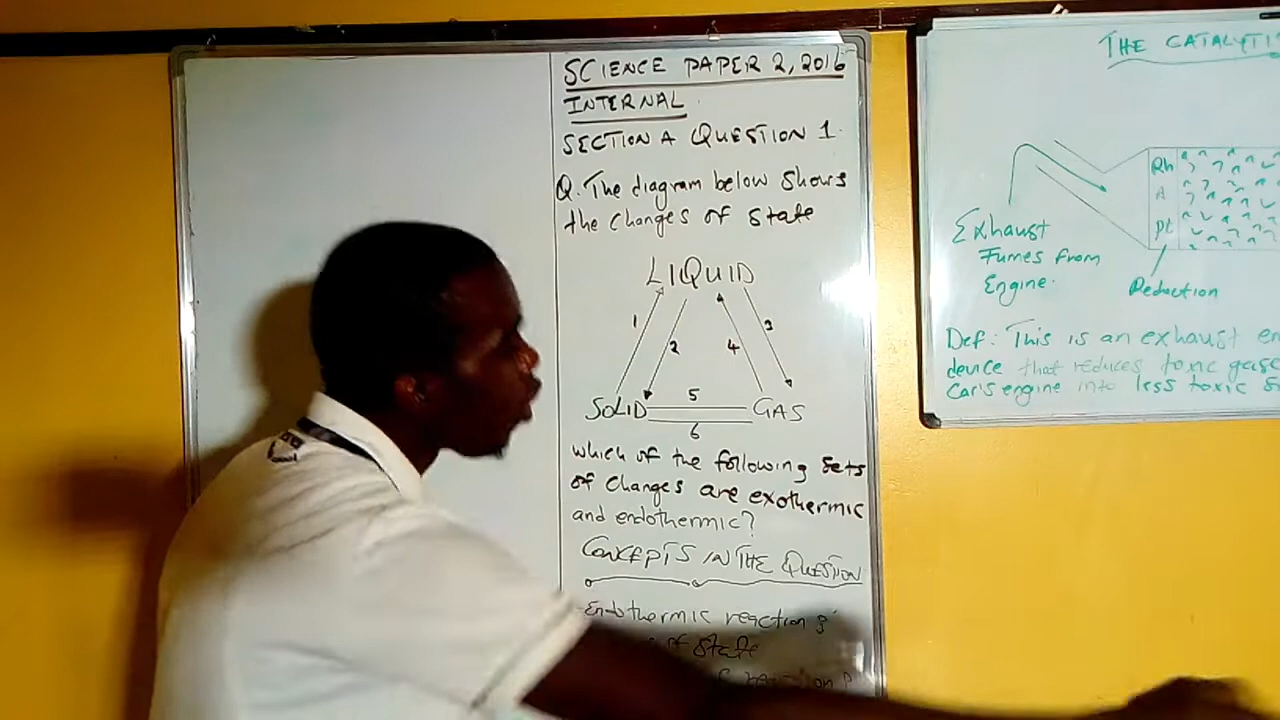 SCIENCE PAPER 2, 2016
INTERNAL
SECTION A QUESTION 1.
Q. The diagram below shows
the changes of state
LIQUID
1
2
4
3
SOLID
5
GAS
6
which of the following sets
of changes are exothermic
and endothermic?
CONCEPTS IN THE QUESTION
Endothermic reaction &
of state
reaction &
THE CATALYTI
Rh
A
Pt
Exhaust
Fumes from
Engine.
Reduction
Def: This is an exhaust
device that reduces toxic
Car's engine into less toxic